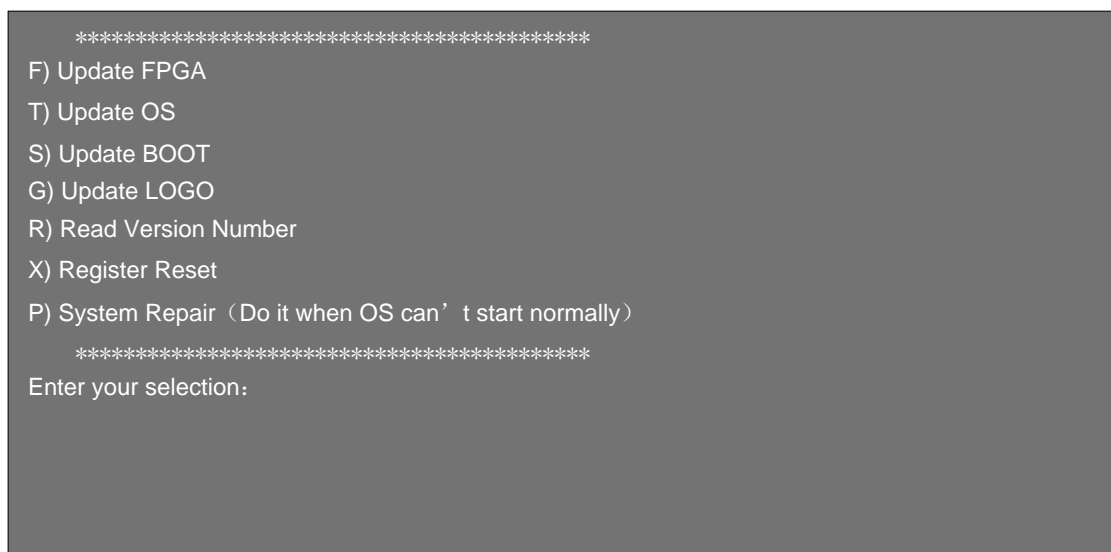 *******************************************
F) Update FPGA
T) Update OS
S) Update BOOT
G) Update LOGO
R) Read Version Number
X) Register Reset
P) System Repair（Do it when OS can’t start normally）
*******************************************
Enter your selection：